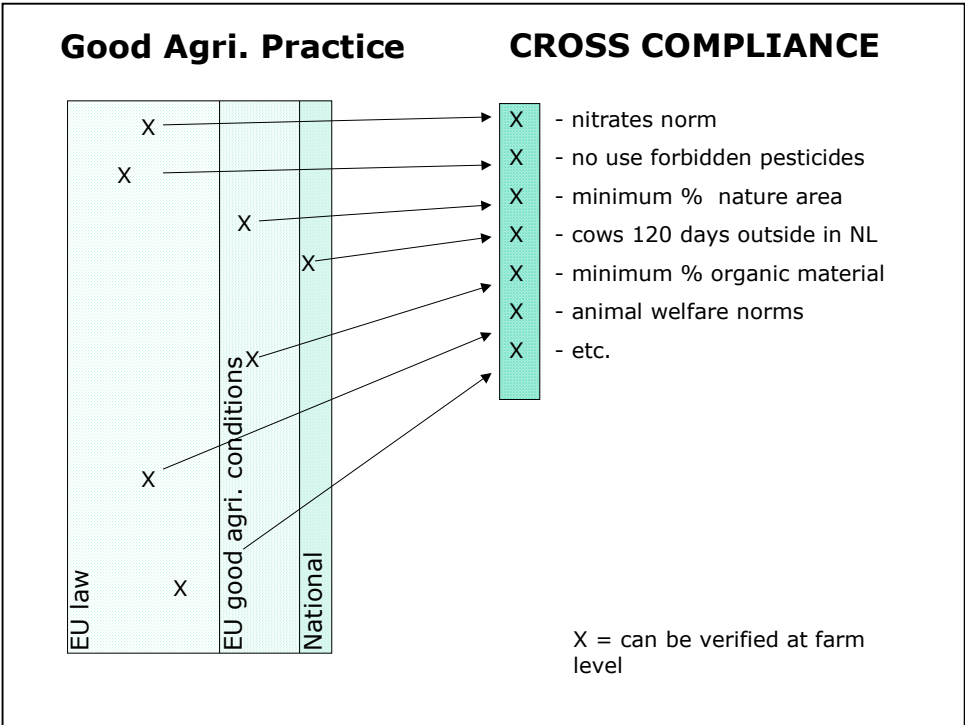 Good Agri. Practice
CROSS COMPLIANCE
X
X
X
X
X
X
X
EU law
EU good agri. conditions
National
X - nitrates norm
X - no use forbidden pesticides
X - minimum % nature area
X - cows 120 days outside in NL
X - minimum % organic material
X - animal welfare norms
X - etc.
X = can be verified at farm
level